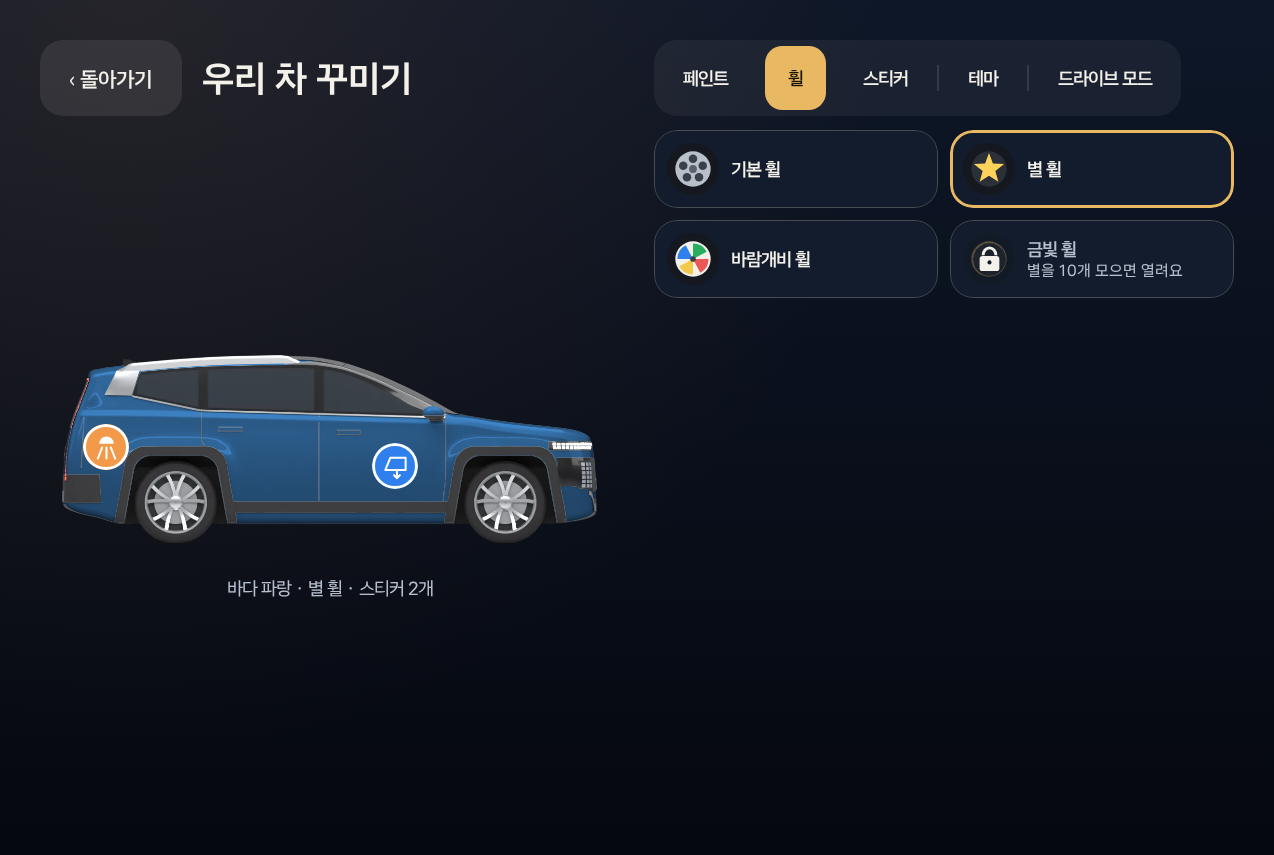 ‹ 돌아가기
우리 차 꾸미기
페인트
휠
스티커
테마
드라이브 모드
기본 휠
별 휠
바람개비 휠
금빛 휠
별을 10개 모으면 열려요
바다 파랑 · 별 휠 · 스티커 2개